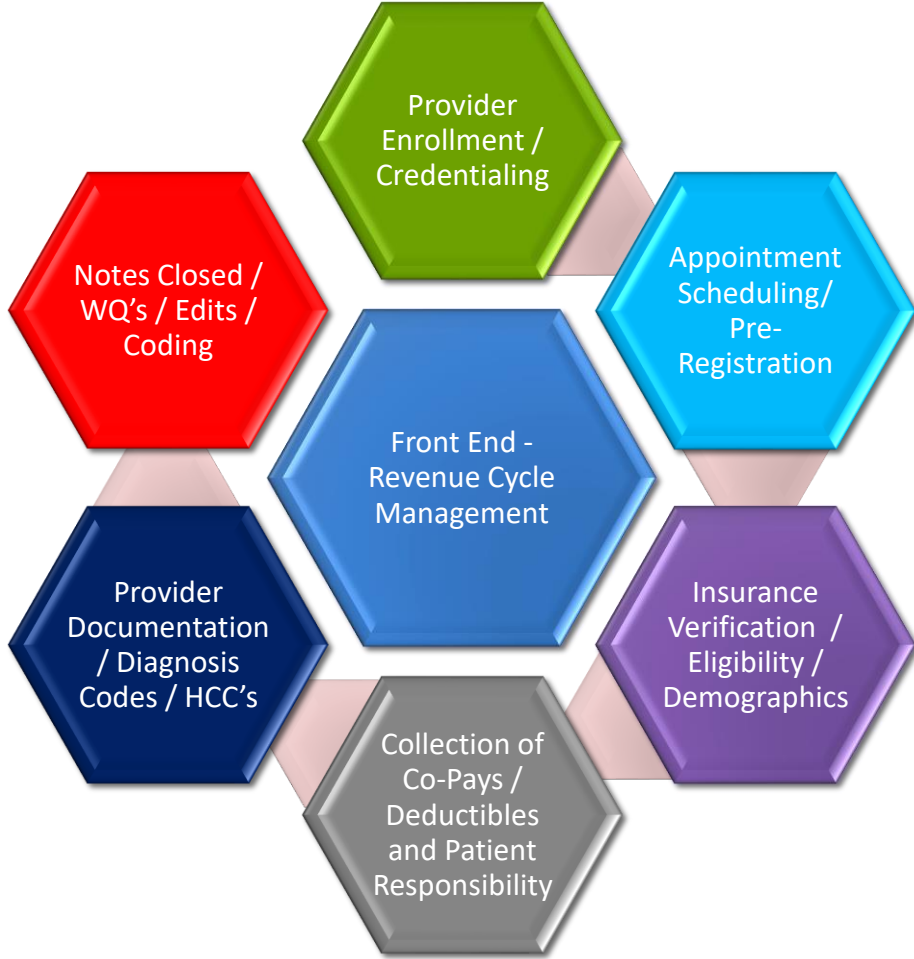 Provider
Enrollment /
Credentialing
Appointment
Scheduling/
Pre-
Registration
Insurance
Verification /
Eligibility /
Demographics
Collection of
Co-Pays /
Deductibles
and Patient
Responsibility
Provider
Documentation
/ Diagnosis
Codes / HCC’s
Notes Closed /
WQ’s / Edits /
Coding
Front End -
Revenue Cycle
Management